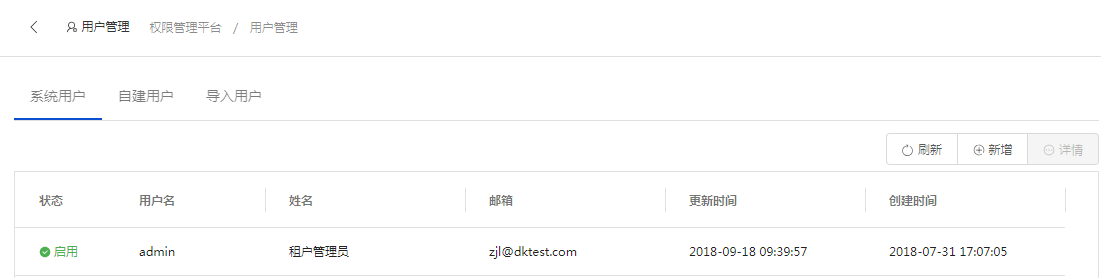 用户管理 权限管理平台 / 用户管理
系统用户 自建用户 导入用户
刷新 新增 详情
状态 用户名 姓名 邮箱 更新时间 创建时间
启用 admin 租户管理员 zjl@dktest.com 2018-09-18 09:39:57 2018-07-31 17:07:05